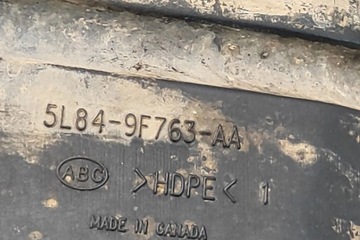 5L84-9F763-AA
ABC >HDPE< 1
MADE IN CANADA